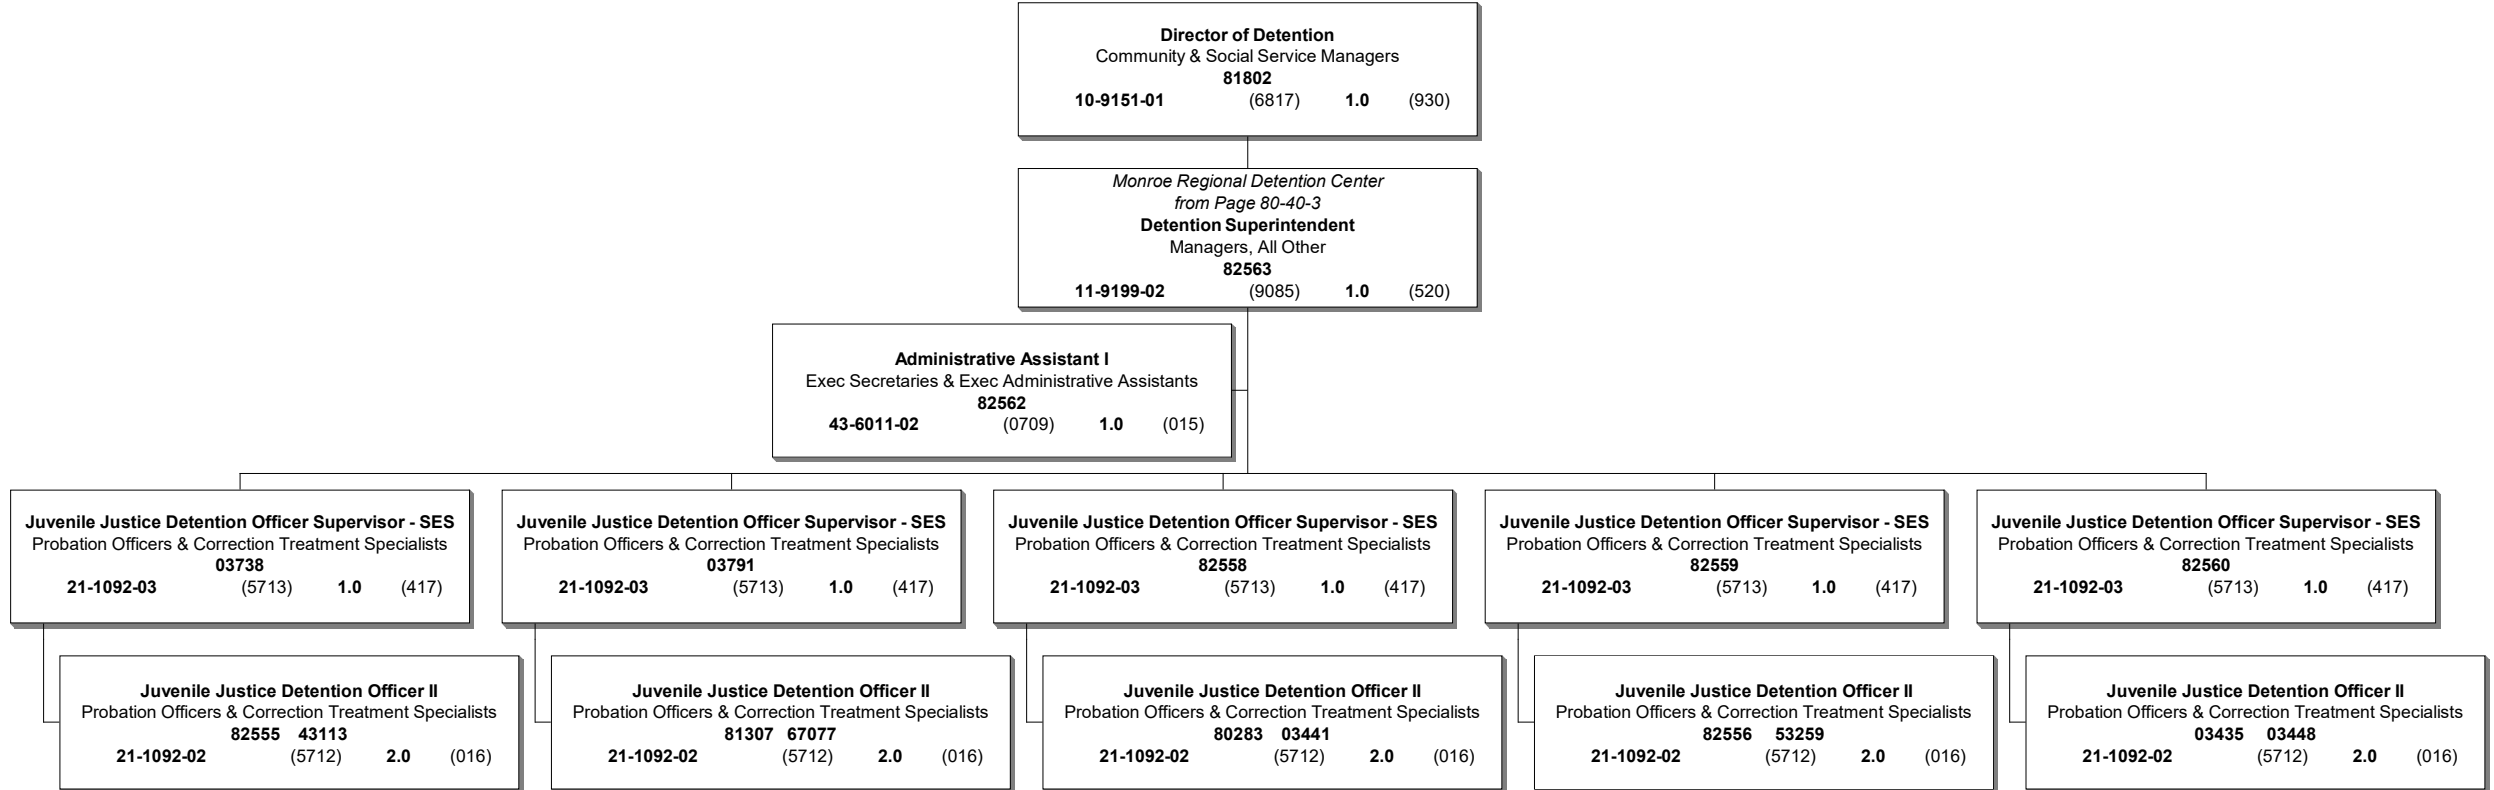 Director of Detention
Community & Social Service Managers
81802
10-9151-01 (6817) 1.0 (930)
Monroe Regional Detention Center
from Page 80-40-3
Detention Superintendent
Managers, All Other
82563
11-9199-02 (9085) 1.0 (520)
Administrative Assistant I
Exec Secretaries & Exec Administrative Assistants
82562
43-6011-02 (0709) 1.0 (015)
Juvenile Justice Detention Officer Supervisor - SES
Probation Officers & Correction Treatment Specialists
03738
21-1092-03 (5713) 1.0 (417)
Juvenile Justice Detention Officer Supervisor - SES
Probation Officers & Correction Treatment Specialists
03791
21-1092-03 (5713) 1.0 (417)
Juvenile Justice Detention Officer Supervisor - SES
Probation Officers & Correction Treatment Specialists
82558
21-1092-03 (5713) 1.0 (417)
Juvenile Justice Detention Officer Supervisor - SES
Probation Officers & Correction Treatment Specialists
82559
21-1092-03 (5713) 1.0 (417)
Juvenile Justice Detention Officer Supervisor - SES
Probation Officers & Correction Treatment Specialists
82560
21-1092-03 (5713) 1.0 (417)
Juvenile Justice Detention Officer II
Probation Officers & Correction Treatment Specialists
82555 43113
21-1092-02 (5712) 2.0 (016)
Juvenile Justice Detention Officer II
Probation Officers & Correction Treatment Specialists
81307 67077
21-1092-02 (5712) 2.0 (016)
Juvenile Justice Detention Officer II
Probation Officers & Correction Treatment Specialists
80283 03441
21-1092-02 (5712) 2.0 (016)
Juvenile Justice Detention Officer II
Probation Officers & Correction Treatment Specialists
82556 53259
21-1092-02 (5712) 2.0 (016)
Juvenile Justice Detention Officer II
Probation Officers & Correction Treatment Specialists
03435 03448
21-1092-02 (5712) 2.0 (016)